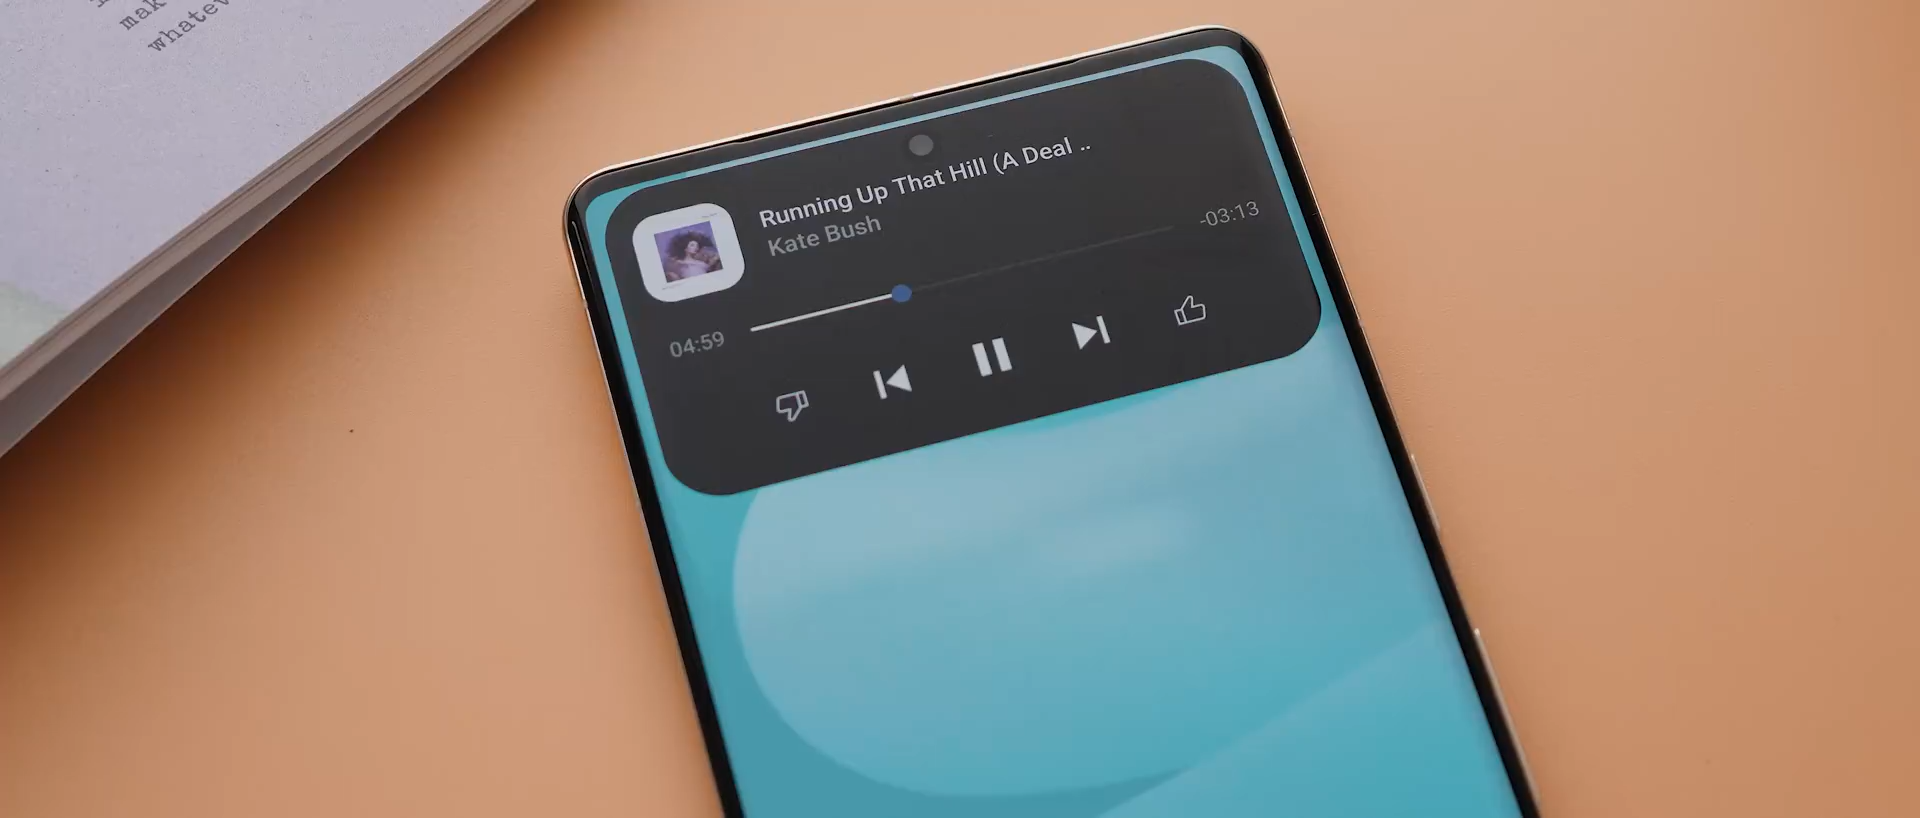 mak
whatev
Running Up That Hill (A Deal ..
Kate Bush
-03:13
04:59